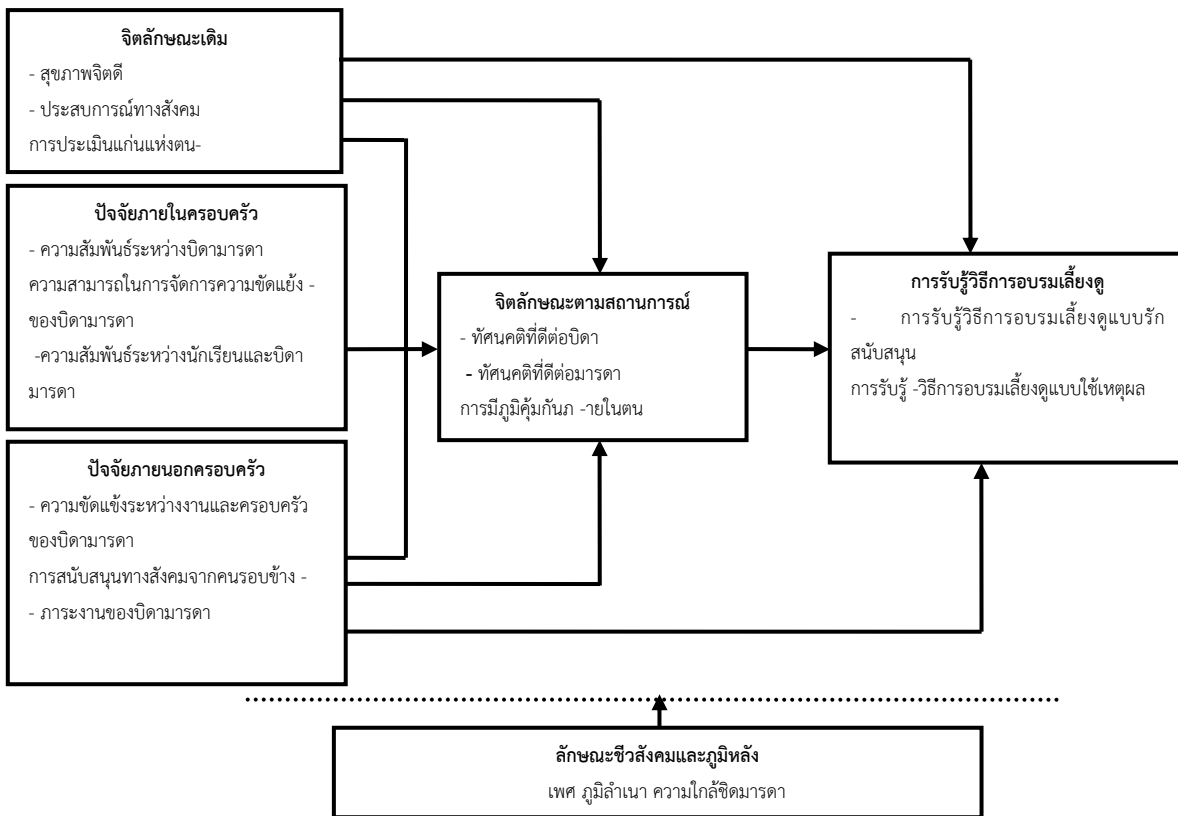 จิตลักษณะเดิม
- สุขภาพจิตดี
- ประสบการณ์ทางสังคม
การประเมินแก่นแห่งตน-
ปัจจัยภายในครอบครัว
- ความสัมพันธ์ระหว่างบิดามารดา
ความสามารถในการจัดการความขัดแย้ง -
ของบิดามารดา
-ความสัมพันธ์ระหว่างนักเรียนและบิดา
มารดา
ปัจจัยภายนอกครอบครัว
- ความขัดแข้งระหว่างงานและครอบครัว
ของบิดามารดา
การสนับสนุนทางสังคมจากคนรอบข้าง -
- ภาระงานของบิดามารดา
จิตลักษณะตามสถานการณ์
- ทัศนคติที่ดีต่อบิดา
- ทัศนคติที่ดีต่อมารดา
การมีภูมิคุ้มกันภ -ายในตน
การรับรู้วิธีการอบรมเลี้ยงดู
- การรับรู้วิธีการอบรมเลี้ยงดูแบบรัก
สนับสนุน
การรับรู้ -วิธีการอบรมเลี้ยงดูแบบใช้เหตุผล
ลักษณะชีวสังคมและภูมิหลัง
เพศ ภูมิลำเนา ความใกล้ชิดมารดา